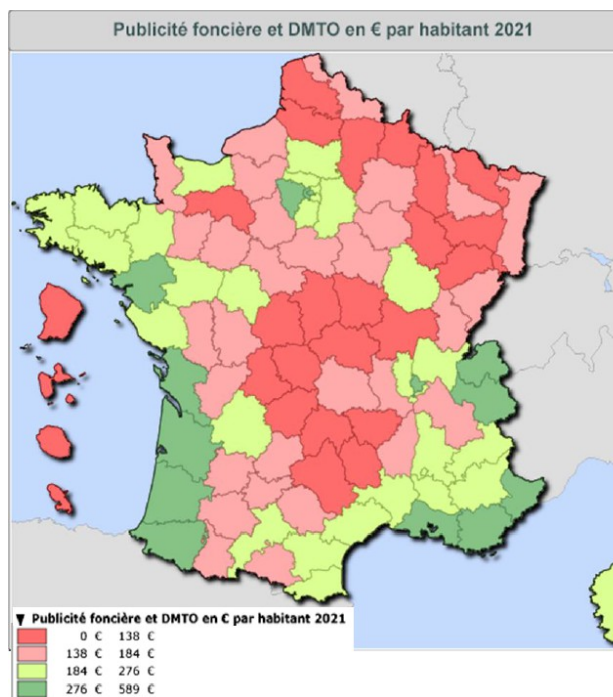 Publicité foncière et DMTO en € par habitant 2021
▼ Publicité foncière et DMTO en € par habitant 2021
0 € 138 €
138 € 184 €
184 € 276 €
276 € 589 €